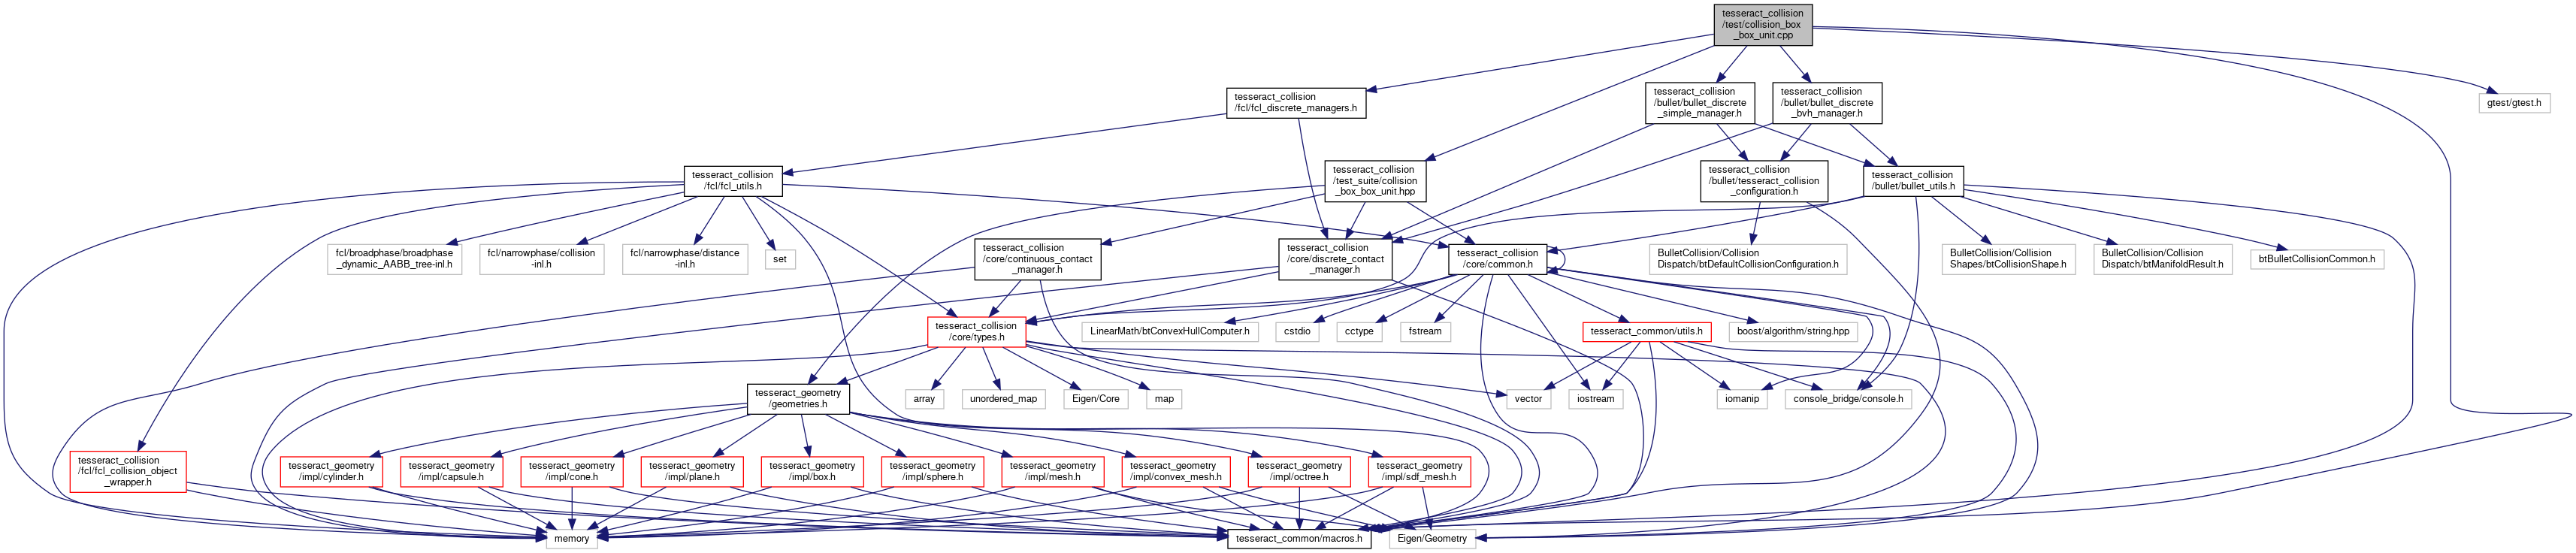 tesseract_collision
/test/collision_box
_box_unit.cpp
tesseract_collision
/fcl/fcl_discrete_managers.h
tesseract_collision
/bullet/bullet_discrete
_simple_manager.h
tesseract_collision
/bullet/bullet_discrete
_bvh_manager.h
gtest/gtest.h
tesseract_collision
/fcl/fcl_utils.h
tesseract_collision
/test_suite/collision
_box_box_unit.hpp
tesseract_collision
/bullet/tesseract_collision
_configuration.h
tesseract_collision
/bullet/bullet_utils.h
fcl/broadphase/broadphase
_dynamic_AABB_tree-inl.h
fcl/narrowphase/collision
-inl.h
fcl/narrowphase/distance
-inl.h
set
tesseract_collision
/core/continuous_contact
_manager.h
tesseract_collision
/core/discrete_contact
_manager.h
tesseract_collision
/core/common.h
BulletCollision/Collision
Dispatch/btDefaultCollisionConfiguration.h
BulletCollision/Collision
Shapes/btCollisionShape.h
BulletCollision/Collision
Dispatch/btManifoldResult.h
btBulletCollisionCommon.h
tesseract_collision
/core/types.h
LinearMath/btConvexHullComputer.h
cstdio
cctype
fstream
tesseract_common/utils.h
boost/algorithm/string.hpp
tesseract_geometry
/geometries.h
array
unordered_map
Eigen/Core
map
vector
iostream
iomanip
console_bridge/console.h
tesseract_collision
/fcl/fcl_collision_object
_wrapper.h
tesseract_geometry
/impl/cylinder.h
tesseract_geometry
/impl/capsule.h
tesseract_geometry
/impl/cone.h
tesseract_geometry
/impl/plane.h
tesseract_geometry
/impl/box.h
tesseract_geometry
/impl/sphere.h
tesseract_geometry
/impl/mesh.h
tesseract_geometry
/impl/convex_mesh.h
tesseract_geometry
/impl/octree.h
tesseract_geometry
/impl/sdf_mesh.h
memory
tesseract_common/macros.h
Eigen/Geometry